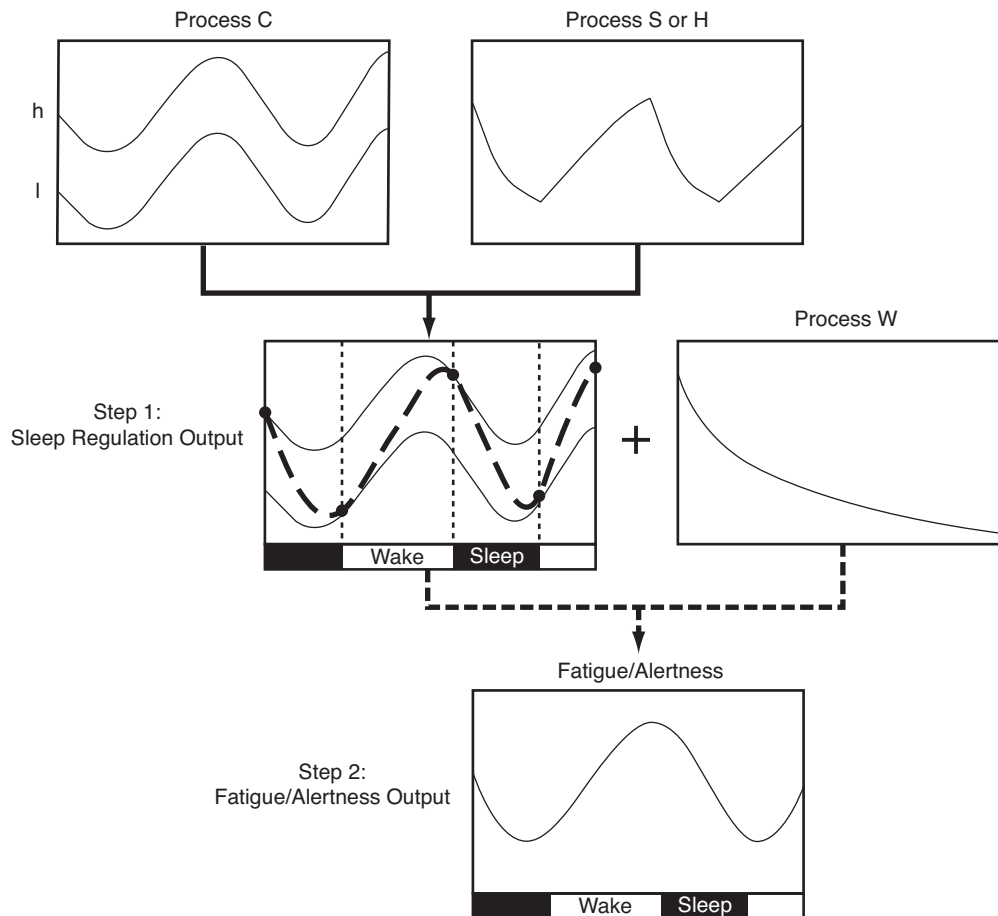 Process C
Process S or H
h
l
Process W
Step 1:
Sleep Regulation Output
+
Wake
Sleep
Fatigue/Alertness
Step 2:
Fatigue/Alertness Output
Wake
Sleep